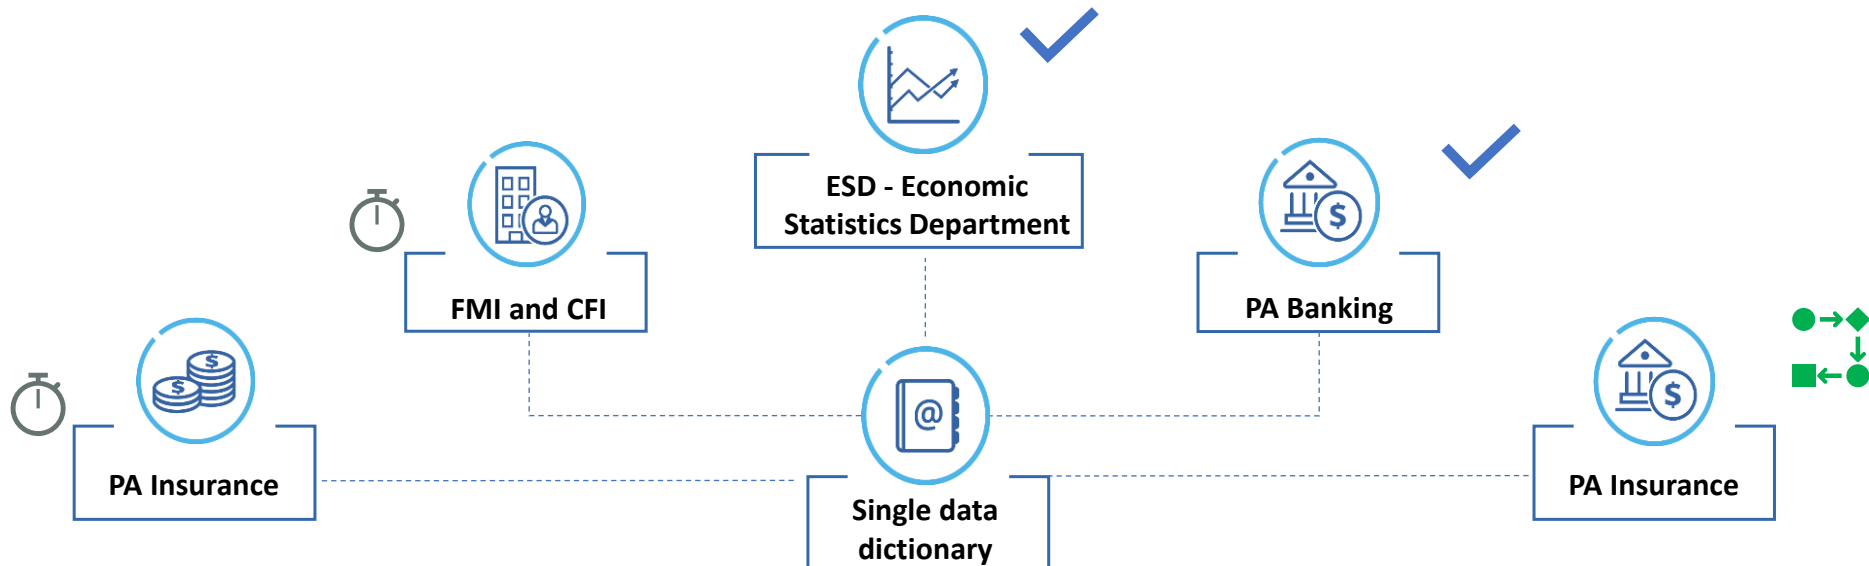 ESD - Economic
Statistics Department
FMI and CFI
PA Banking
PA Insurance
PA Insurance
Single data
dictionary
$
$
$
$
$
$
@